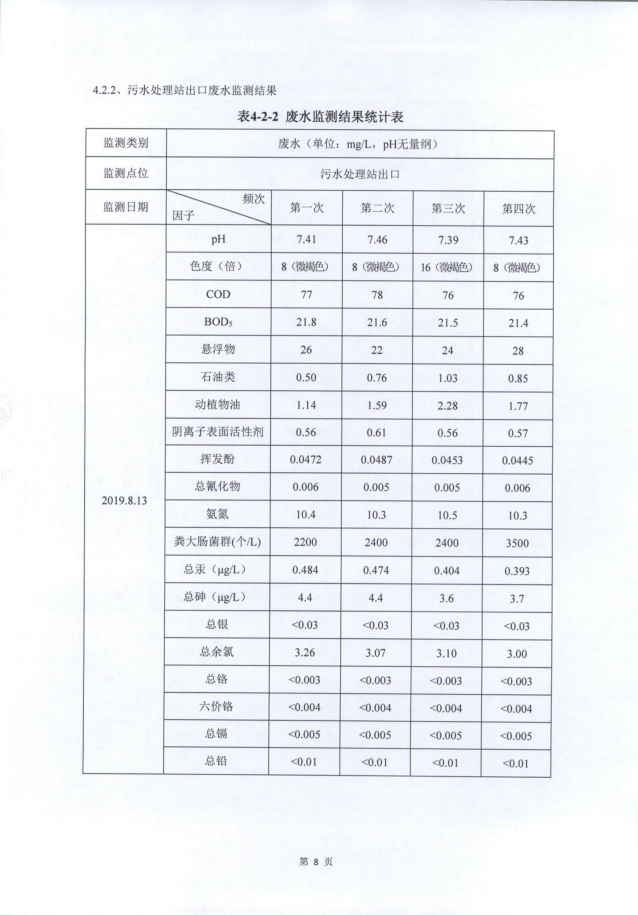 4.2.2、污水处理站出口废水监测结果
表4-2-2 废水监测结果统计表
监测类别 废水（单位：mg/L，pH无量纲）
监测点位 污水处理站出口
监测日期 频次 因子 第一次 第二次 第三次 第四次
pH 7.41 7.46 7.39 7.43
色度（倍） 8（微褐色） 8（微褐色） 16（微褐色） 8（微褐色）
COD 77 78 76 76
BOD₅ 21.8 21.6 21.5 21.4
悬浮物 26 22 24 28
石油类 0.50 0.76 1.03 0.85
动植物油 1.14 1.59 2.28 1.77
阴离子表面活性剂 0.56 0.61 0.56 0.57
挥发酚 0.0472 0.0487 0.0453 0.0445
总氰化物 0.006 0.005 0.005 0.006
2019.8.13
氨氮 10.4 10.3 10.5 10.3
粪大肠菌群(个/L) 2200 2400 2400 3500
总汞（μg/L） 0.484 0.474 0.404 0.393
总砷（μg/L） 4.4 4.4 3.6 3.7
总银 <0.03 <0.03 <0.03 <0.03
总余氯 3.26 3.07 3.10 3.00
总铬 <0.003 <0.003 <0.003 <0.003
六价铬 <0.004 <0.004 <0.004 <0.004
总镉 <0.005 <0.005 <0.005 <0.005
总铅 <0.01 <0.01 <0.01 <0.01
第 8 页